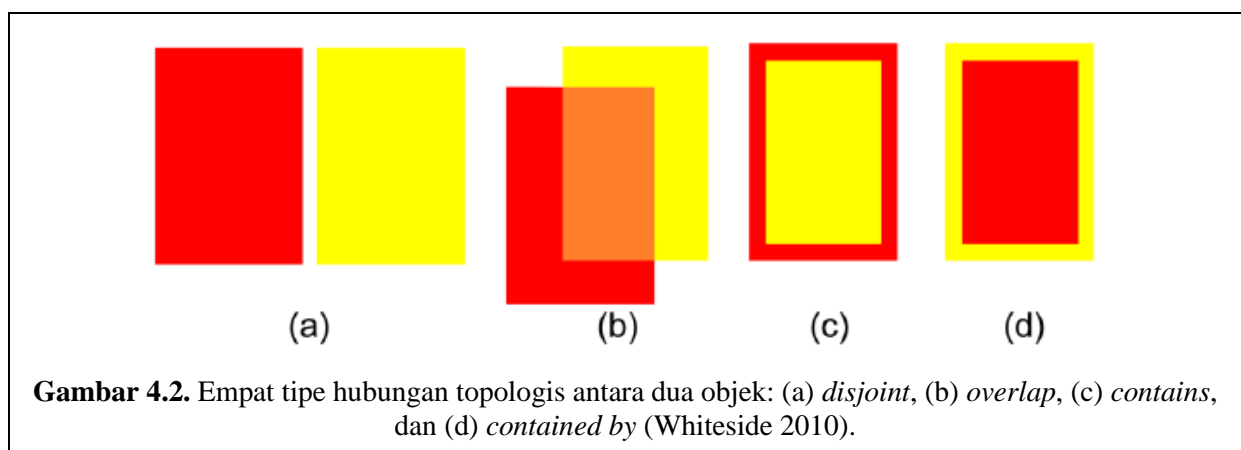 (a) (b) (c) (d)
Gambar 4.2. Empat tipe hubungan topologis antara dua objek: (a) disjoint, (b) overlap, (c) contains,
dan (d) contained by (Whiteside 2010).